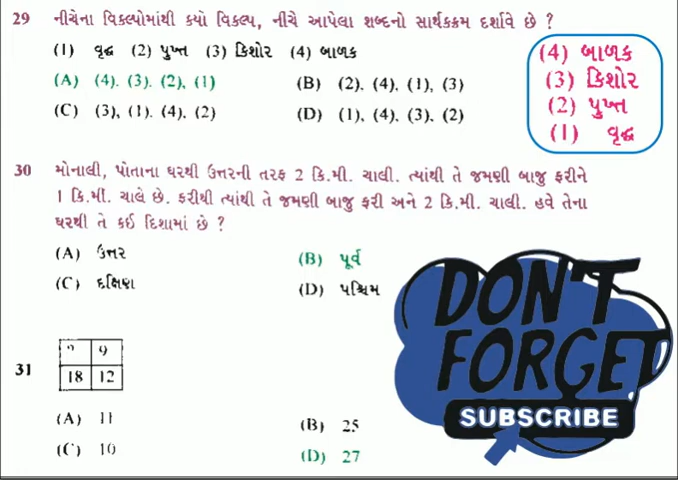 29 નીચેના વિકલ્પોમાંથી ક્યો વિકલ્પ, નીચે આપેલા શબ્દનો સાર્થકક્રમ દર્શાવે છે ?
(1) વૃદ્ધ (2) પુખ્ત (3) કિશોર (4) બાળક
(A) (4). (3). (2), (1)
(B) (2). (4). (1), (3)
(C) (3), (1). (4). (2)
(D) (1), (4). (3). (2)
(4) બાળક
(3) કિશોર
(2) પુખ્ત
(1) વૃદ્ધ
30 મોનાલી, પોતાના ઘરથી ઉત્તરની તરફ 2 કિ.મી. ચાલી. ત્યાંથી તે જમણી બાજુ ફરીને
1 કિ.મી. ચાલે છે. ફરીથી ત્યાંથી તે જમણી બાજુ ફરી અને 2 કિ.મી. ચાલી. હવે તેના
ઘરથી તે કઈ દિશામાં છે ?
(A) ઉત્તર
(B) પૂર્વ
(C) દક્ષિણ
(D) પશ્ચિમ
31
? 9
18 12
(A) 11
(B) 25
(C) 10
(D) 27
DON'T
FORGET
SUBSCRIBE